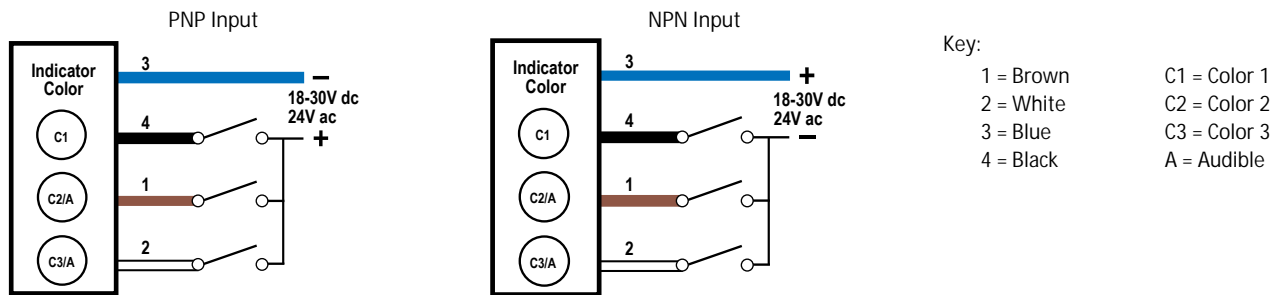 PNP Input
Indicator
Color
3
−
18-30V dc
24V ac
+
4
C1
1
C2/A
2
C3/A
NPN Input
Indicator
Color
3
+
18-30V dc
24V ac
−
4
C1
1
C2/A
2
C3/A
Key:
1 = Brown C1 = Color 1
2 = White C2 = Color 2
3 = Blue C3 = Color 3
4 = Black A = Audible